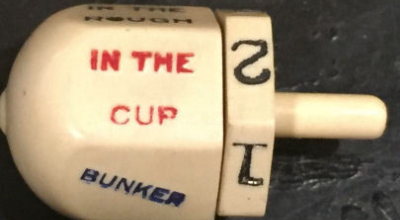 IN THE
ROUGH
IN THE
CUP
BUNKER
2
1